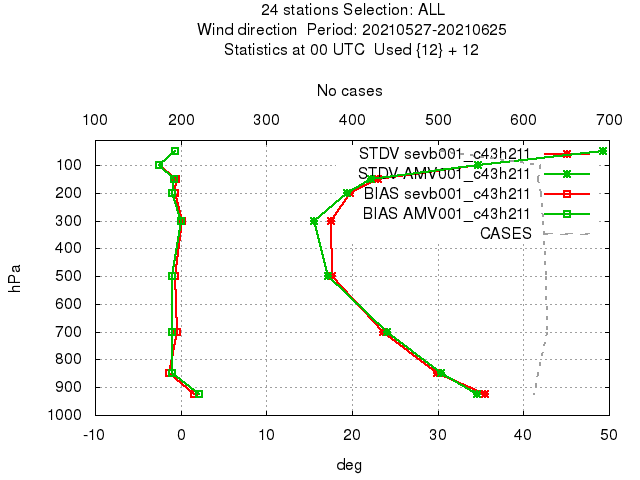 24 stations Selection: ALL
Wind direction  Period: 20210527-20210625
Statistics at 00 UTC  Used {12} + 12
No cases
100 200 300 400 500 600 700
STDV sevb001_c43h211
STDV AMV001_c43h211
BIAS sevb001_c43h211
BIAS AMV001_c43h211
CASES
100
200
300
400
500
600
700
800
900
1000
hPa
-10 0 10 20 30 40 50
deg